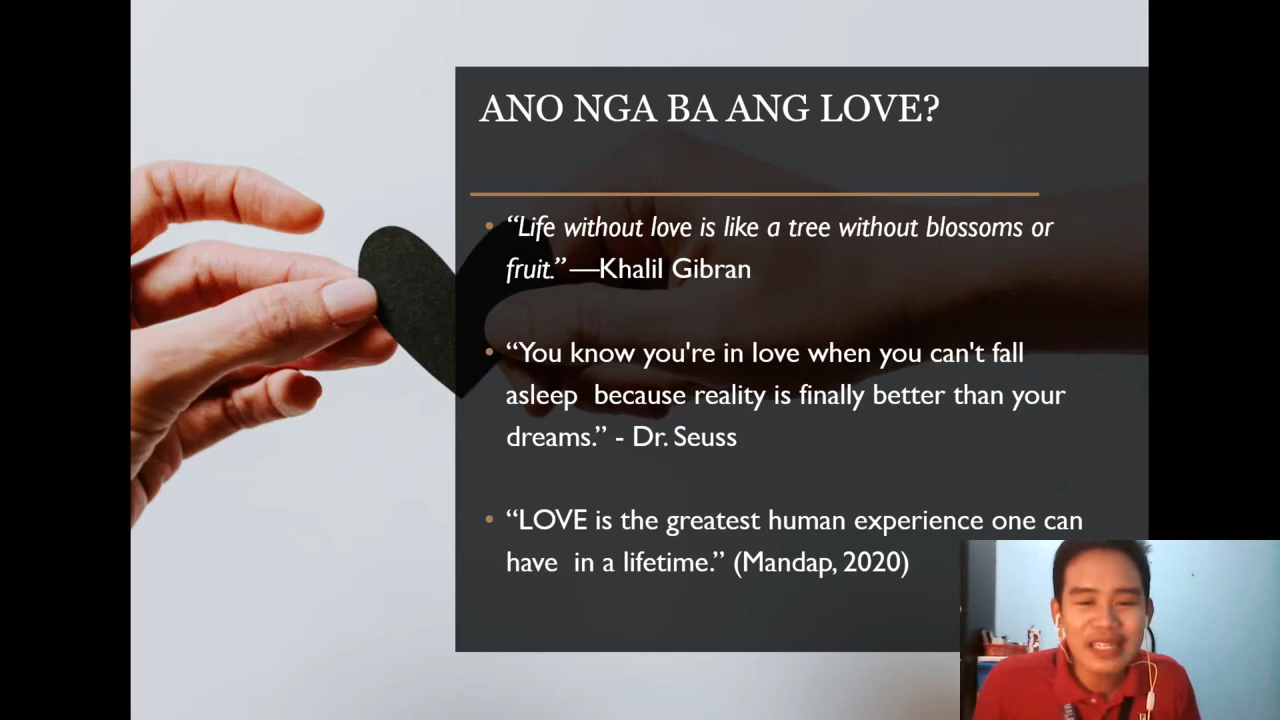 ANO NGA BA ANG LOVE?
• “Life without love is like a tree without blossoms or
fruit.” —Khalil Gibran
• “You know you're in love when you can't fall
asleep  because reality is finally better than your
dreams.” - Dr. Seuss
• “LOVE is the greatest human experience one can
have  in a lifetime.” (Mandap, 2020)